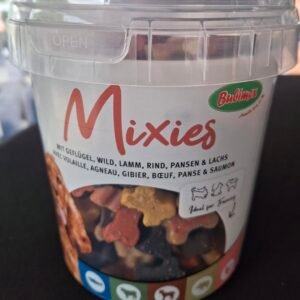 OPEN
Bubimex
Mixies
MIT GEFLÜGEL, WILD, LAMM, RIND, PANSEN & LACHS
AVEC VOLAILLE, AGNEAU, GIBIER, BŒUF, PANSE & SAUMON
Ideal for Training